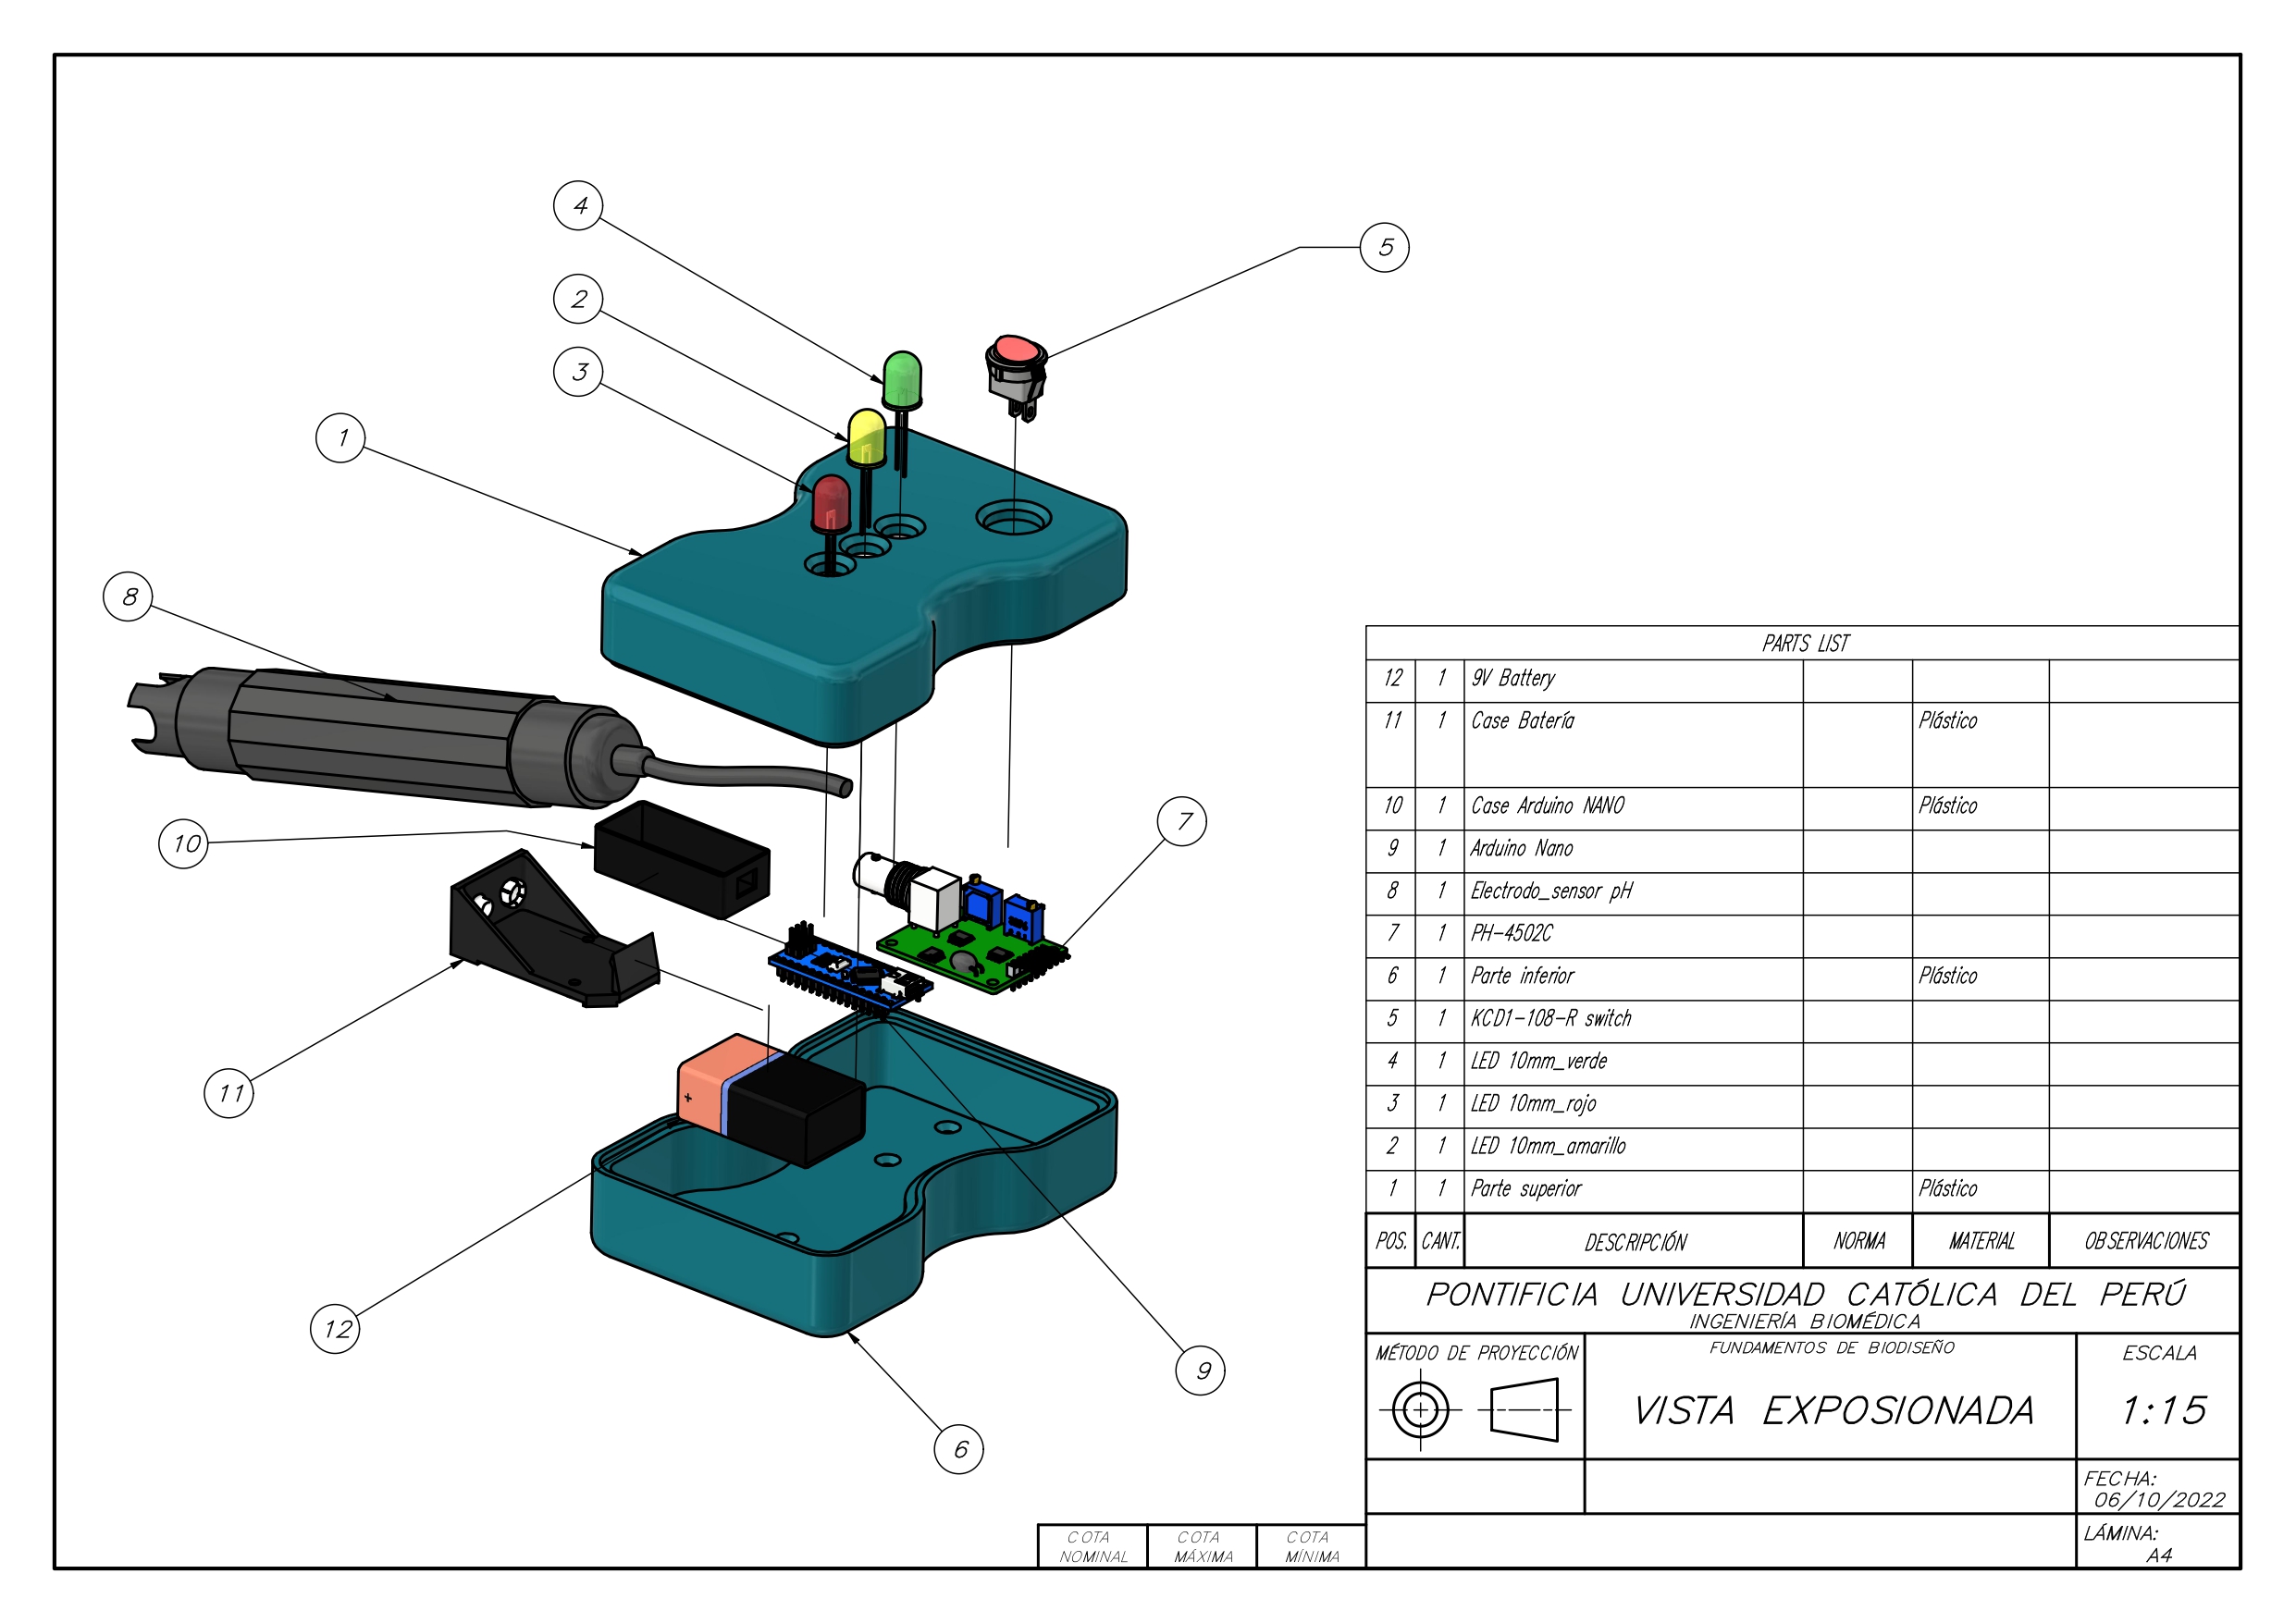 4
5
2
3
1
8
7
10
11
+
12
9
6
PARTS LIST
12 1 9V Battery
11 1 Case Batería Plástico
10 1 Case Arduino NANO Plástico
9 1 Arduino Nano
8 1 Electrodo_sensor pH
7 1 PH-4502C
6 1 Parte inferior Plástico
5 1 KCD1-108-R switch
4 1 LED 10mm_verde
3 1 LED 10mm_rojo
2 1 LED 10mm_amarillo
1 1 Parte superior Plástico
POS. CANT. DESCRIPCIÓN NORMA MATERIAL OBSERVACIONES
PONTIFICIA UNIVERSIDAD CATÓLICA DEL PERÚ
INGENIERÍA BIOMÉDICA
MÉTODO DE PROYECCIÓN
FUNDAMENTOS DE BIODISEÑO
VISTA EXPOSIONADA
ESCALA
1:15
FECHA:
06/10/2022
LÁMINA:
A4
COTA NOMINAL
COTA MÁXIMA
COTA MÍNIMA